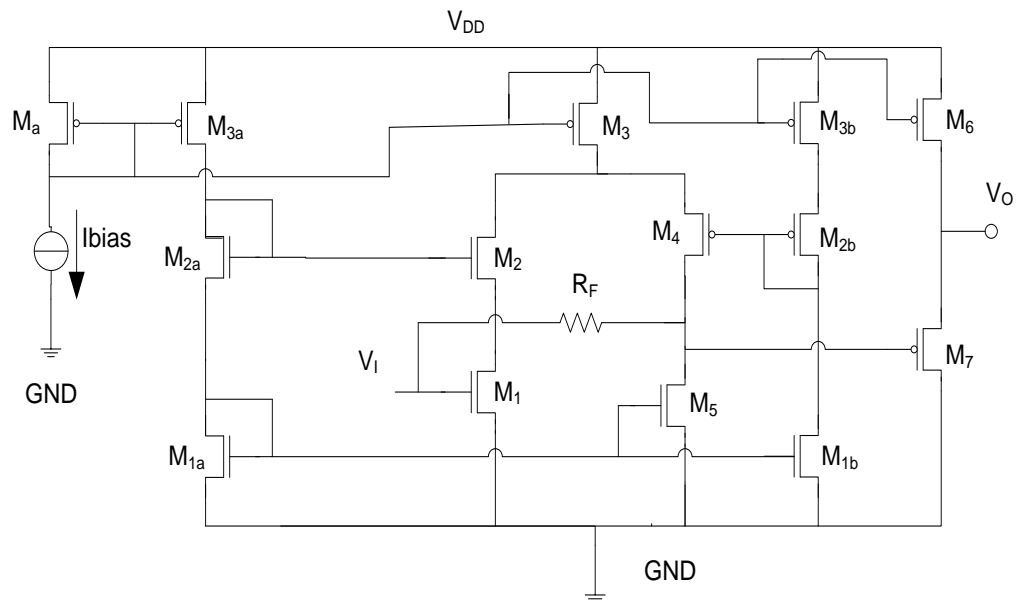 V_DD
M_a
M_3a
M_3
M_3b
M_6
V_O
Ibias
M_2a
M_2
M_4
M_2b
R_F
V_I
M_7
GND
M_1
M_5
M_1a
M_1b
GND